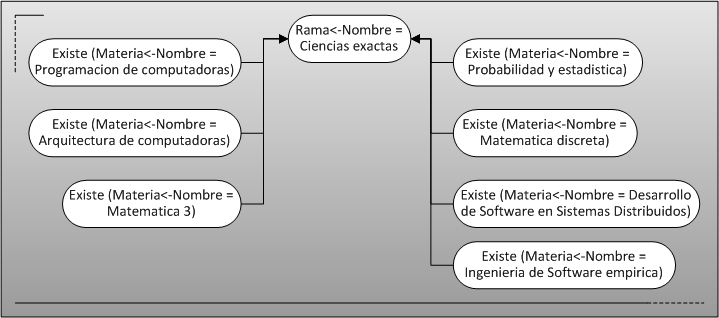 Rama<-Nombre =
Ciencias exactas
Existe (Materia<-Nombre =
Programacion de computadoras)
Existe (Materia<-Nombre =
Arquitectura de computadoras)
Existe (Materia<-Nombre =
Matematica 3)
Existe (Materia<-Nombre =
Probabilidad y estadistica)
Existe (Materia<-Nombre =
Matematica discreta)
Existe (Materia<-Nombre = Desarrollo
de Software en Sistemas Distribuidos)
Existe (Materia<-Nombre =
Ingenieria de Software empirica)